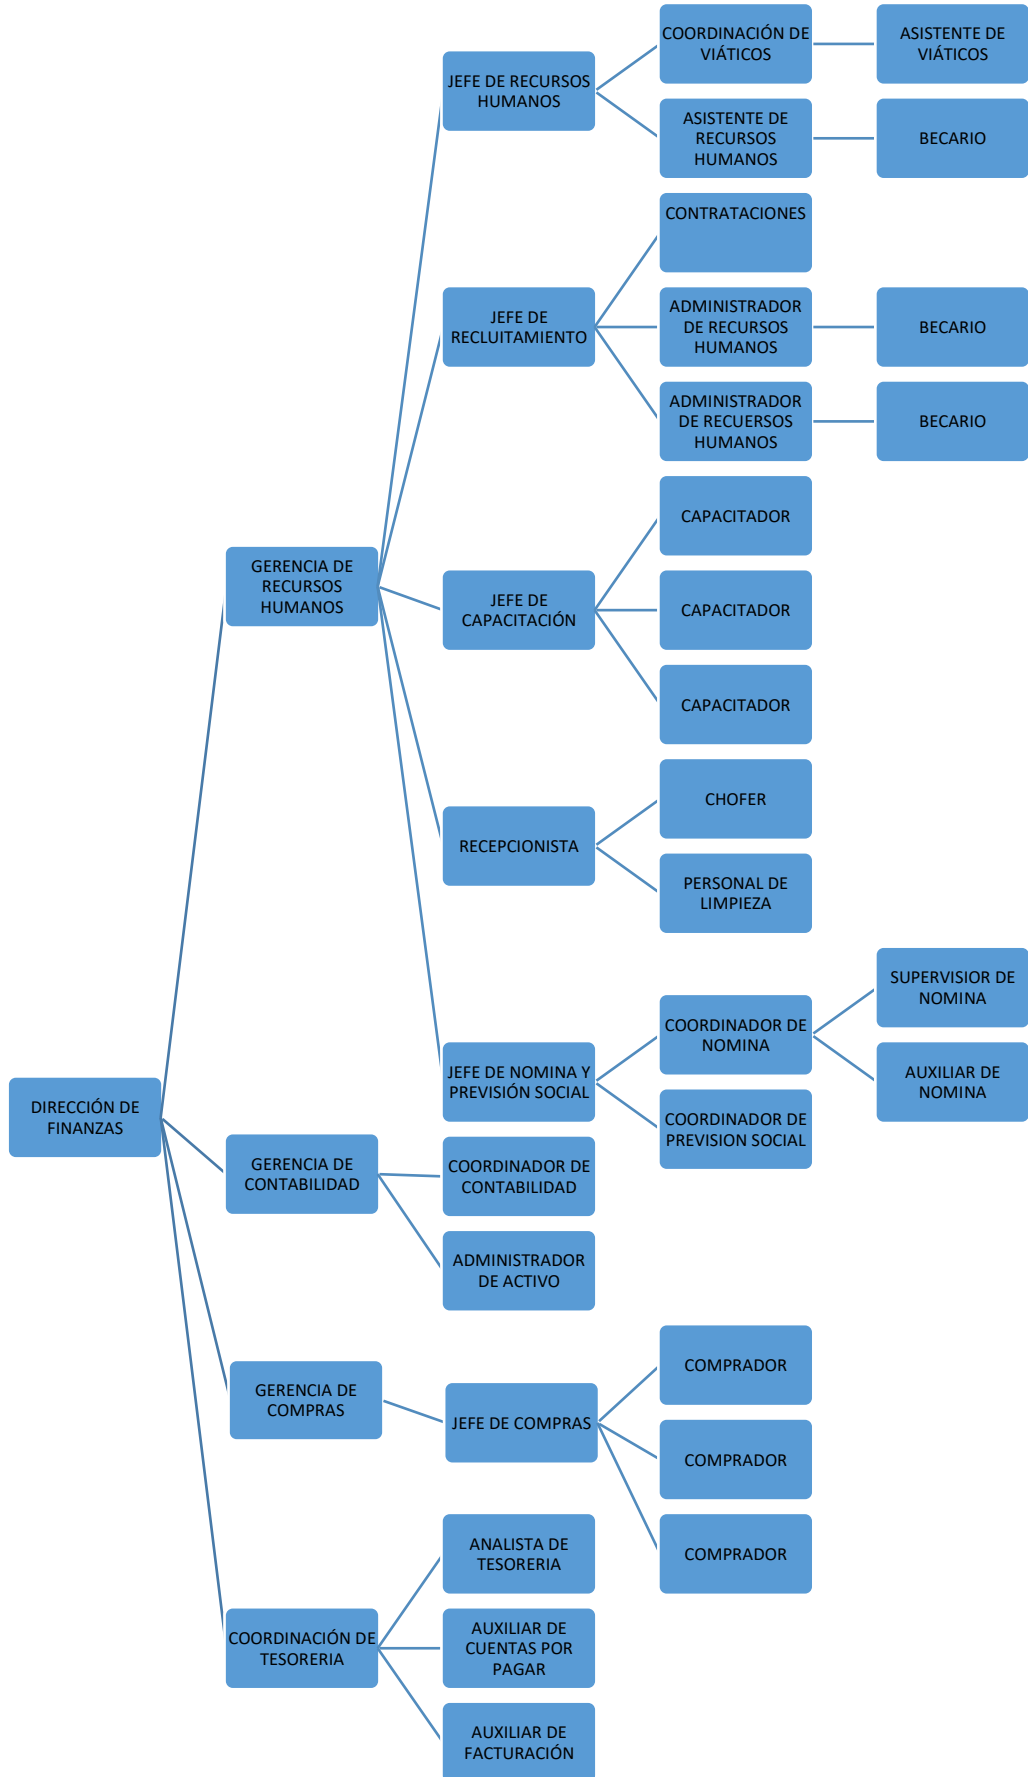 DIRECCIÓN DE
FINANZAS
GERENCIA DE
RECURSOS
HUMANOS
JEFE DE RECURSOS
HUMANOS
COORDINACIÓN DE
VIÁTICOS
ASISTENTE DE
VIÁTICOS
ASISTENTE DE
RECURSOS
HUMANOS
BECARIO
JEFE DE
RECLUITAMIENTO
CONTRATACIONES
ADMINISTRADOR
DE RECURSOS
HUMANOS
BECARIO
ADMINISTRADOR
DE RECUERSOS
HUMANOS
BECARIO
JEFE DE
CAPACITACIÓN
CAPACITADOR
CAPACITADOR
CAPACITADOR
RECEPCIONISTA
CHOFER
PERSONAL DE
LIMPIEZA
JEFE DE NOMINA Y
PREVISIÓN SOCIAL
COORDINADOR DE
NOMINA
SUPERVISIOR DE
NOMINA
AUXILIAR DE
NOMINA
COORDINADOR DE
PREVISION SOCIAL
GERENCIA DE
CONTABILIDAD
COORDINADOR DE
CONTABILIDAD
ADMINISTRADOR
DE ACTIVO
GERENCIA DE
COMPRAS
JEFE DE COMPRAS
COMPRADOR
COMPRADOR
COMPRADOR
COORDINACIÓN DE
TESORERIA
ANALISTA DE
TESORERIA
AUXILIAR DE
CUENTAS POR
PAGAR
AUXILIAR DE
FACTURACIÓN